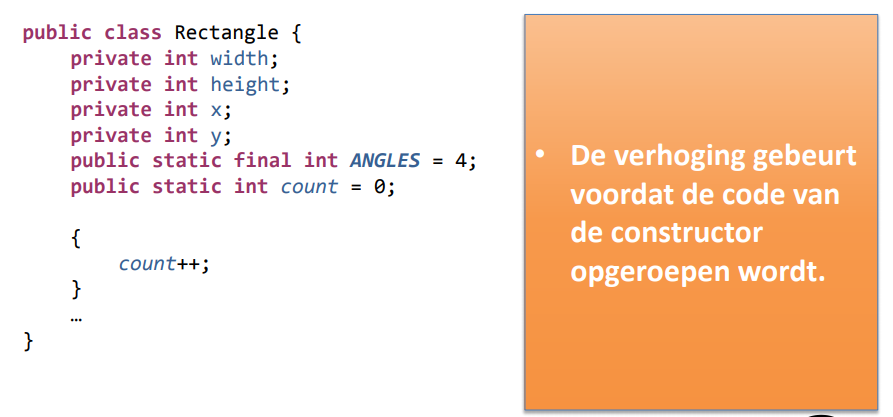 public class Rectangle {
    private int width;
    private int height;
    private int x;
    private int y;
    public static final int ANGLES = 4;
    public static int count = 0;

    {
        count++;
    }
    …
}
• De verhoging gebeurt
voordat de code van
de constructor
opgeroepen wordt.